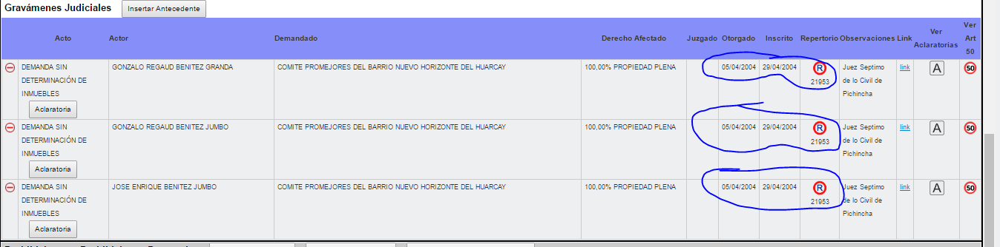 Gravámenes Judiciales Insertar Antecedente
Acto Actor Demandado Derecho Afectado Juzgado Otorgado Inscrito Repertorio Observaciones Link Ver Aclaratorias Ver Art 50
DEMANDA SIN GONZALO REGAUD BENITEZ GRANDA COMITE PROMEJORES DEL BARRIO NUEVO HORIZONTE DEL HUARCAY 100,00% PROPIEDAD PLENA 05/04/2004 29/04/2004 R Juez Septimo link A 50
DETERMINACIÓN DE 21953 de lo Civil de
INMUEBLES Pichincha
Aclaratoria
DEMANDA SIN GONZALO REGAUD BENITEZ JUMBO COMITE PROMEJORES DEL BARRIO NUEVO HORIZONTE DEL HUARCAY 100,00% PROPIEDAD PLENA 05/04/2004 29/04/2004 R Juez Septimo link A 50
DETERMINACIÓN DE 21953 de lo Civil de
INMUEBLES Pichincha
Aclaratoria
DEMANDA SIN JOSE ENRIQUE BENITEZ JUMBO COMITE PROMEJORES DEL BARRIO NUEVO HORIZONTE DEL HUARCAY 100,00% PROPIEDAD PLENA 05/04/2004 29/04/2004 R Juez Septimo link A 50
DETERMINACIÓN DE 21953 de lo Civil de
INMUEBLES Pichincha
Aclaratoria